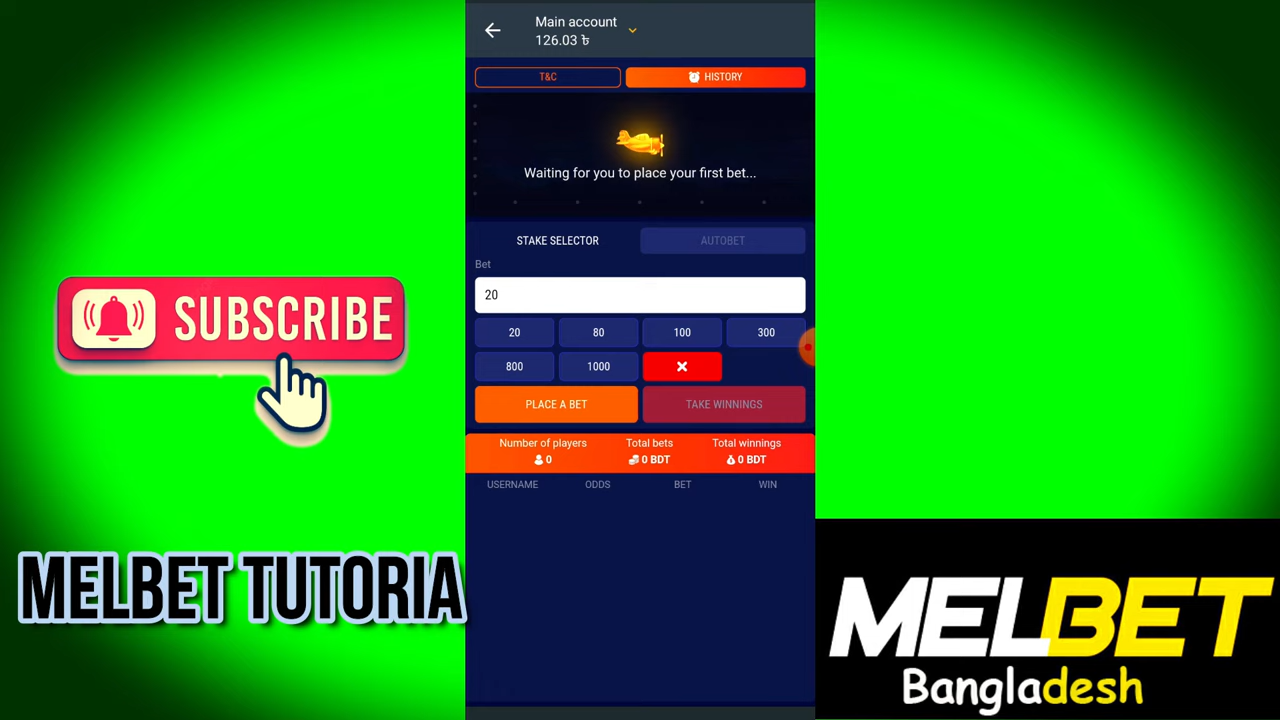 Main account
126.03 ৳
T&C
HISTORY
Waiting for you to place your first bet...
STAKE SELECTOR
AUTOBET
Bet
20
20 80 100 300
800 1000
PLACE A BET
TAKE WINNINGS
Number of players Total bets Total winnings
0 0 BDT 0 BDT
USERNAME ODDS BET WIN
SUBSCRIBE
MELBET TUTORIA
MELBET
Bangladesh